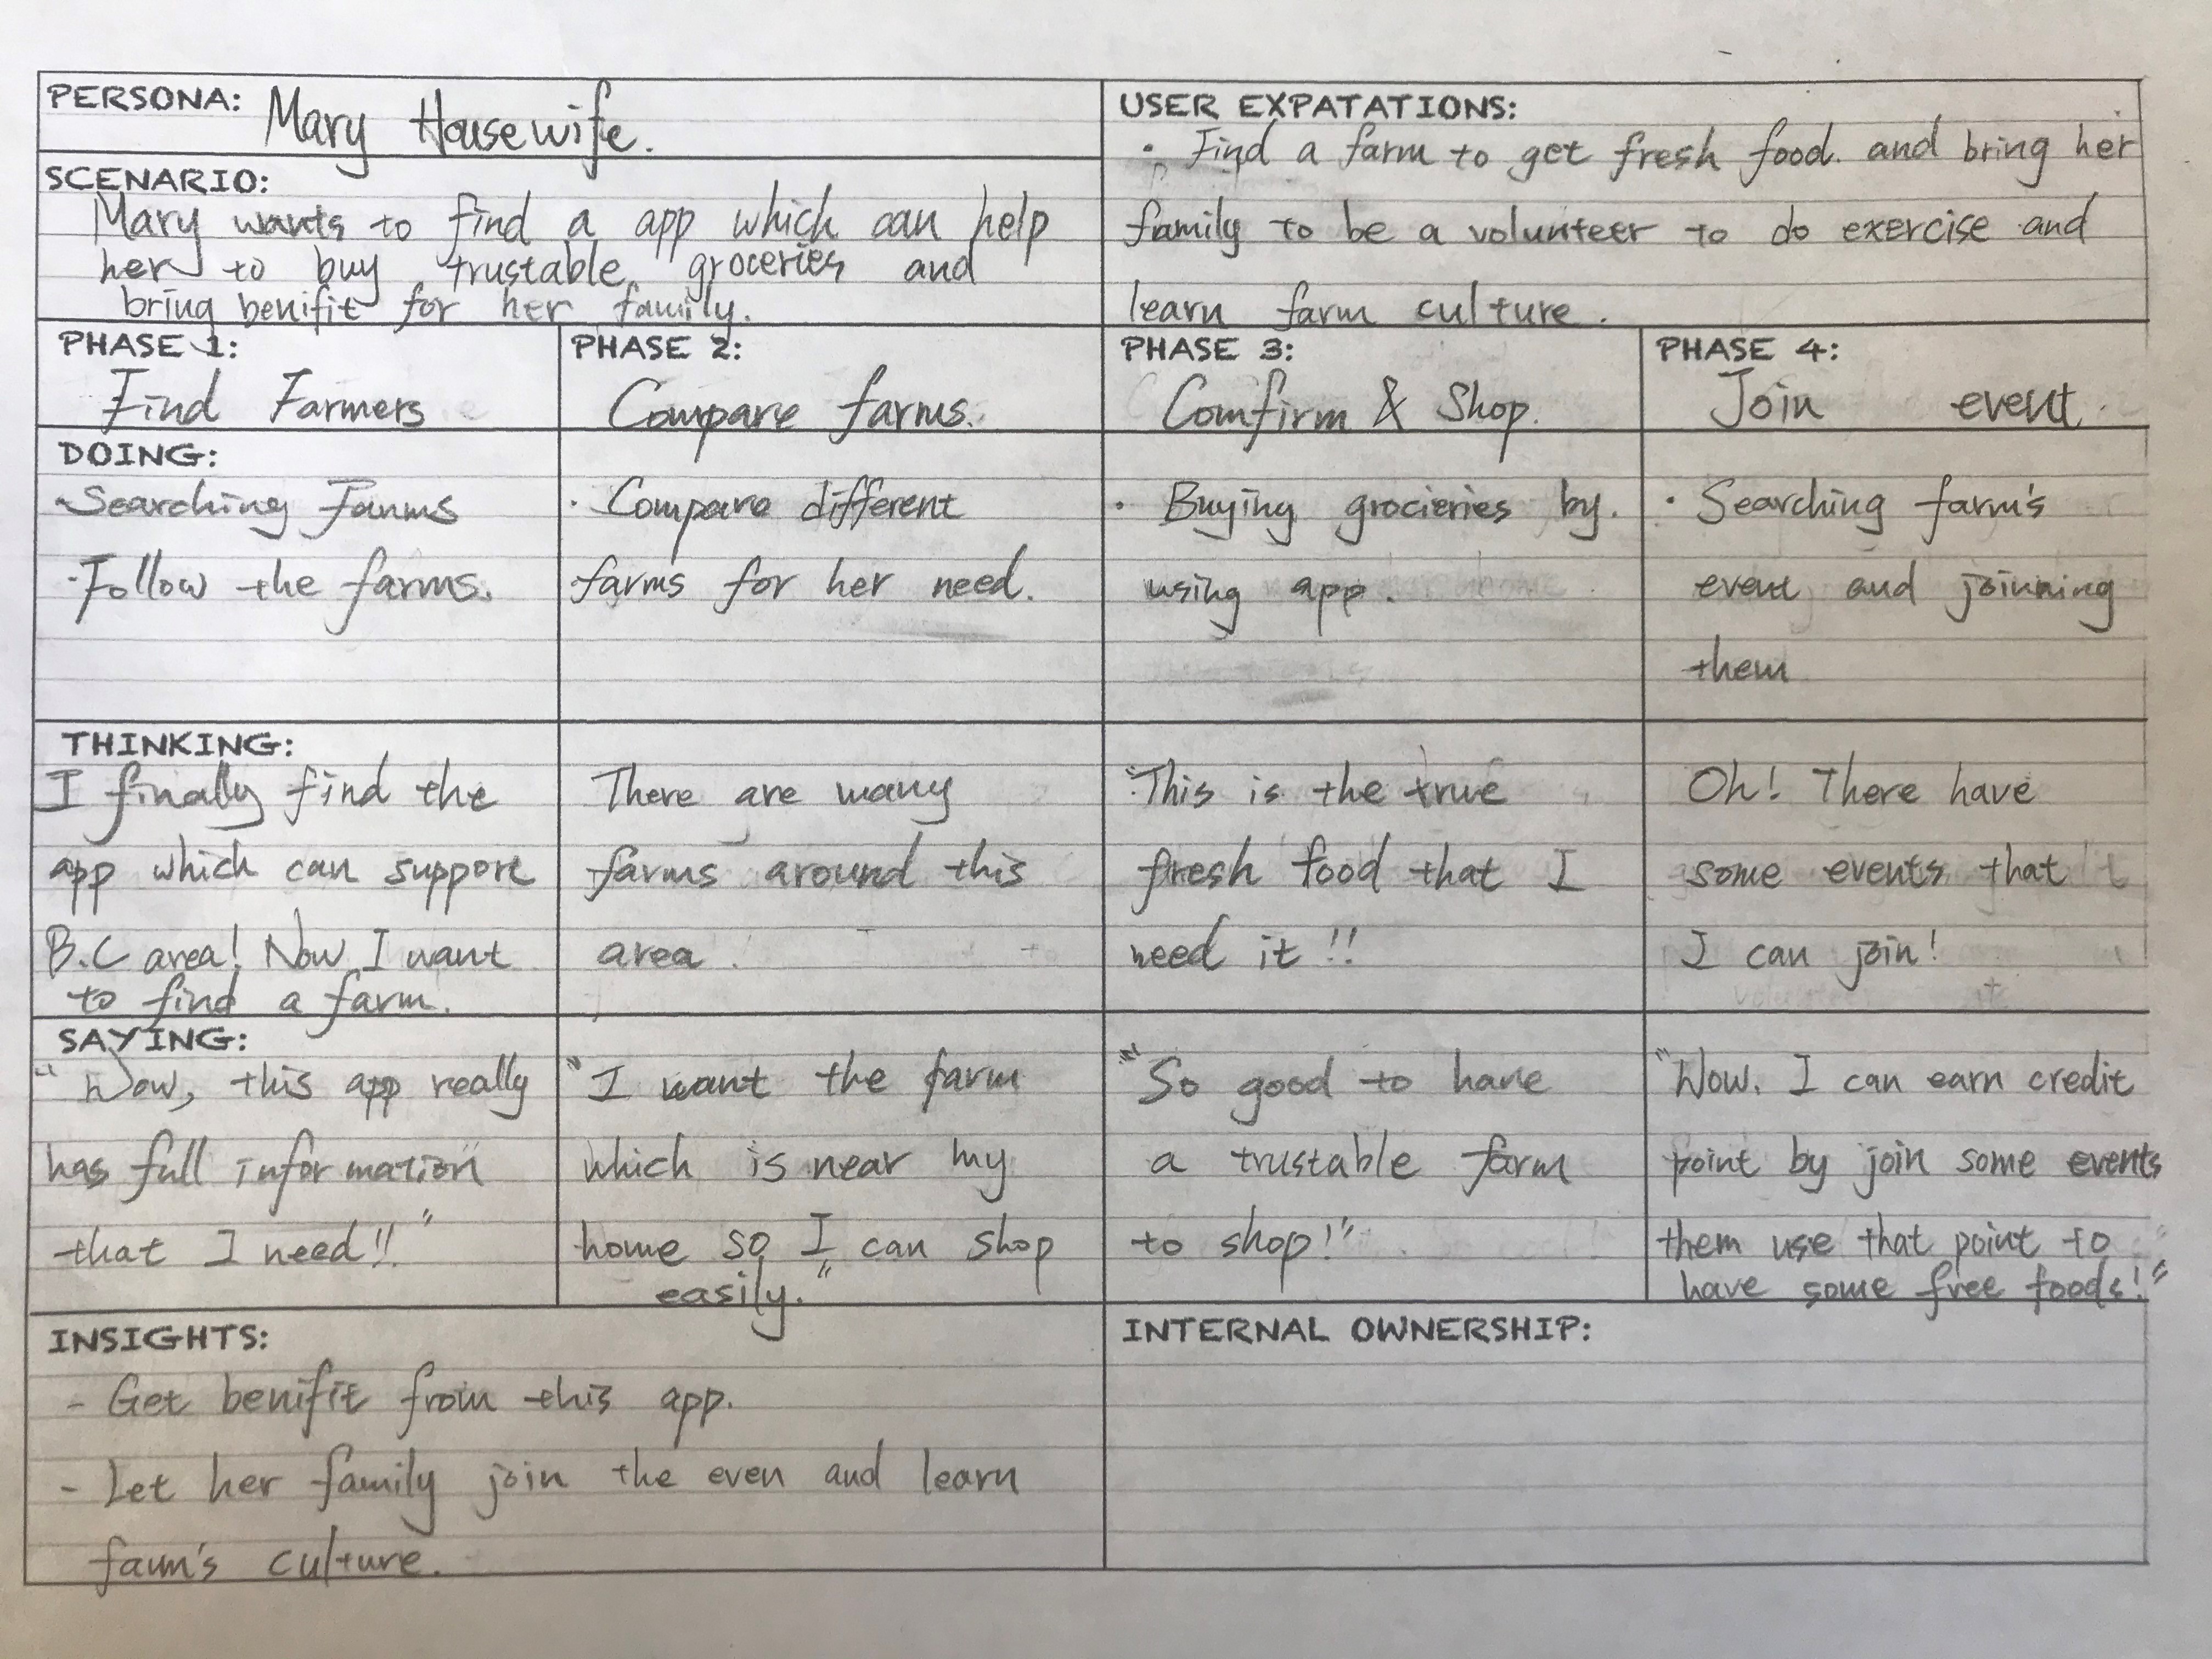 PERSONA: Mary Housewife.
SCENARIO:
Mary wants to find a app which can help
her to buy trustable groceries and
bring benifit for her family.
USER EXPATATIONS:
· Find a farm to get fresh food. and bring her
family to be a volunteer to do exercise and
learn farm culture.
PHASE 1:
Find Farmers
PHASE 2:
Compare farms.
PHASE 3:
Comfirm & Shop.
PHASE 4:
Join event.
DOING:
· Searching Farms
· Follow the farms.
· Compare different
farms for her need.
· Buying grocieries by.
using app.
· Searching farm's
event and joinning
them
THINKING:
I finally find the
app which can support
B.C area! Now I want
to find a farm.
There are many
farms around this
area.
"This is the true
fresh food that I
need it!!
Oh! There have
some events that
I can join!
SAYING:
"Wow, this app really
has full information
that I need!!"
"I want the farm
which is near my
home so I can shop
easily."
"So good to have
a trustable farm
to shop!"
"Wow. I can earn credit
point by join some events
them use that point to
have some free foods!"
INSIGHTS:
- Get benifit from this app.
- Let her family join the even and learn
farm's culture.
INTERNAL OWNERSHIP: